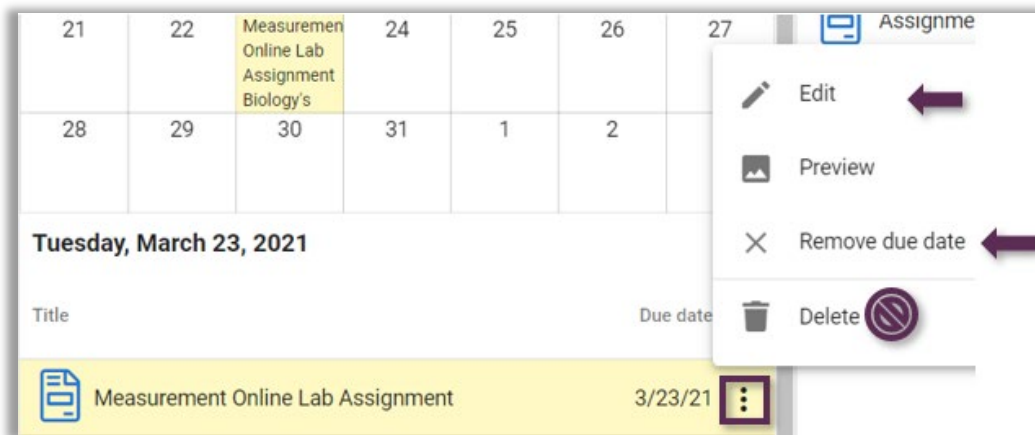 21 22 Measuremen 24 25 26 27
Online Lab
Assignment
Biology's
28 29 30 31 1 2
Assignme
Edit
Preview
Remove due date
Delete
Tuesday, March 23, 2021
Title Due date
Measurement Online Lab Assignment 3/23/21